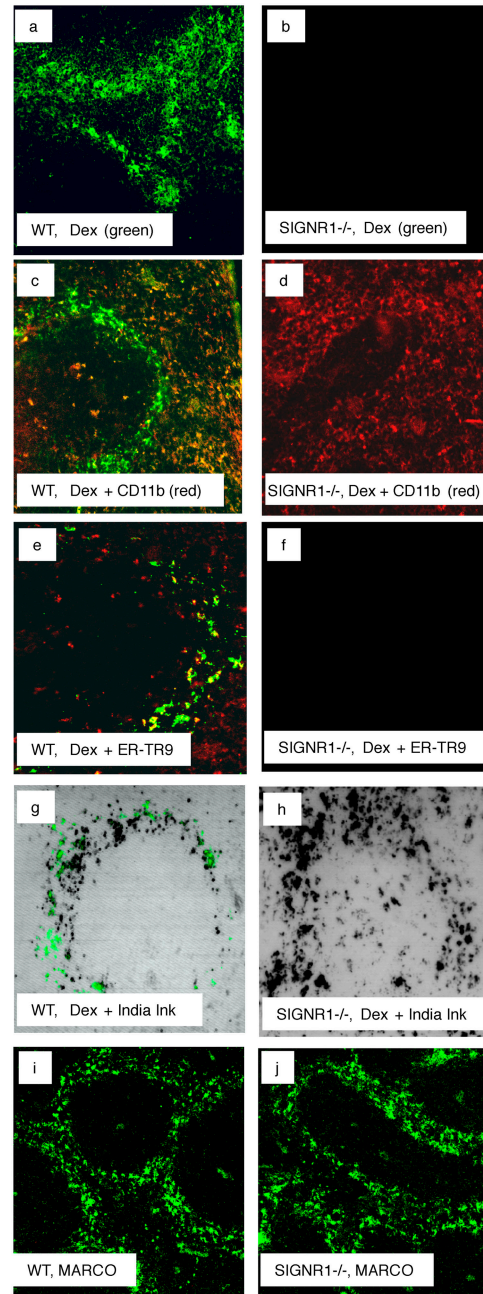 a
b
WT, Dex (green)
SIGNR1-/-, Dex (green)
c
d
WT, Dex + CD11b (red)
SIGNR1-/-, Dex + CD11b (red)
e
f
WT, Dex + ER-TR9
SIGNR1-/-, Dex + ER-TR9
g
h
WT, Dex + India Ink
SIGNR1-/-, Dex + India Ink
i
j
WT, MARCO
SIGNR1-/-, MARCO